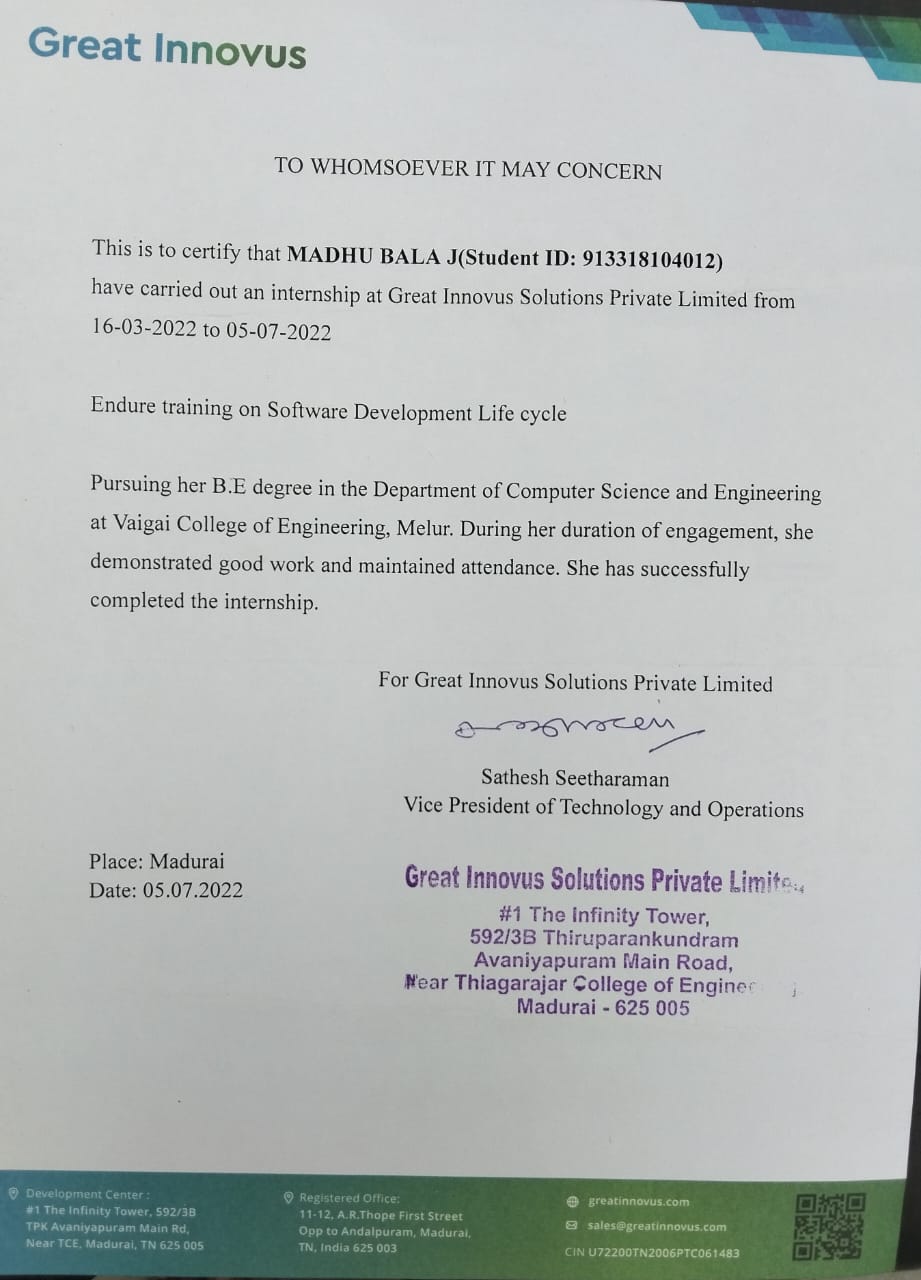 Great Innovus
TO WHOMSOEVER IT MAY CONCERN
This is to certify that MADHU BALA J(Student ID: 913318104012)
have carried out an internship at Great Innovus Solutions Private Limited from
16-03-2022 to 05-07-2022
Endure training on Software Development Life cycle
Pursuing her B.E degree in the Department of Computer Science and Engineering
at Vaigai College of Engineering, Melur. During her duration of engagement, she
demonstrated good work and maintained attendance. She has successfully
completed the internship.
For Great Innovus Solutions Private Limited
Sathesh Seetharaman
Vice President of Technology and Operations
Place: Madurai
Date: 05.07.2022
Great Innovus Solutions Private Limite
#1 The Infinity Tower,
592/3B Thiruparankundram
Avaniyapuram Main Road,
Near Thiagarajar College of Enginee
Madurai - 625 005
Development Center :
#1 The Infinity Tower, 592/3B
TPK Avaniyapuram Main Rd,
Near TCE, Madurai, TN 625 005
Registered Office:
11-12, A.R.Thope First Street
Opp to Andalpuram, Madurai,
TN, India 625 003
greatinnovus.com
sales@greatinnovus.com
CIN U72200TN2006PTC061483